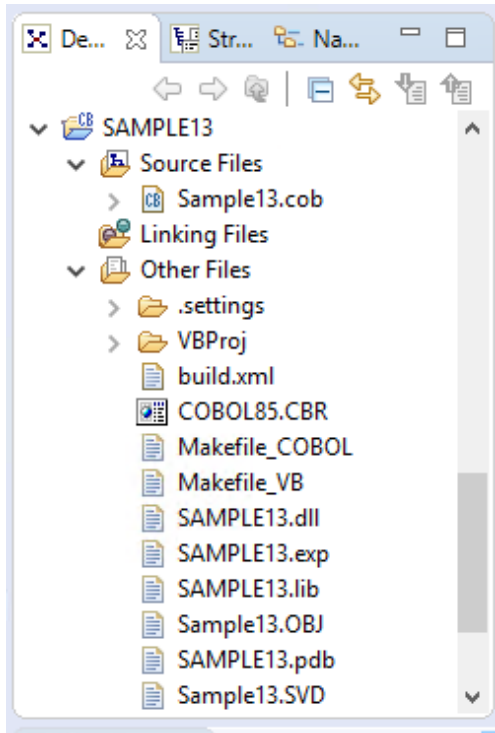 De... Str... Na...
SAMPLE13
Source Files
Sample13.cob
Linking Files
Other Files
.settings
VBProj
build.xml
COBOL85.CBR
Makefile_COBOL
Makefile_VB
SAMPLE13.dll
SAMPLE13.exp
SAMPLE13.lib
Sample13.OBJ
SAMPLE13.pdb
Sample13.SVD